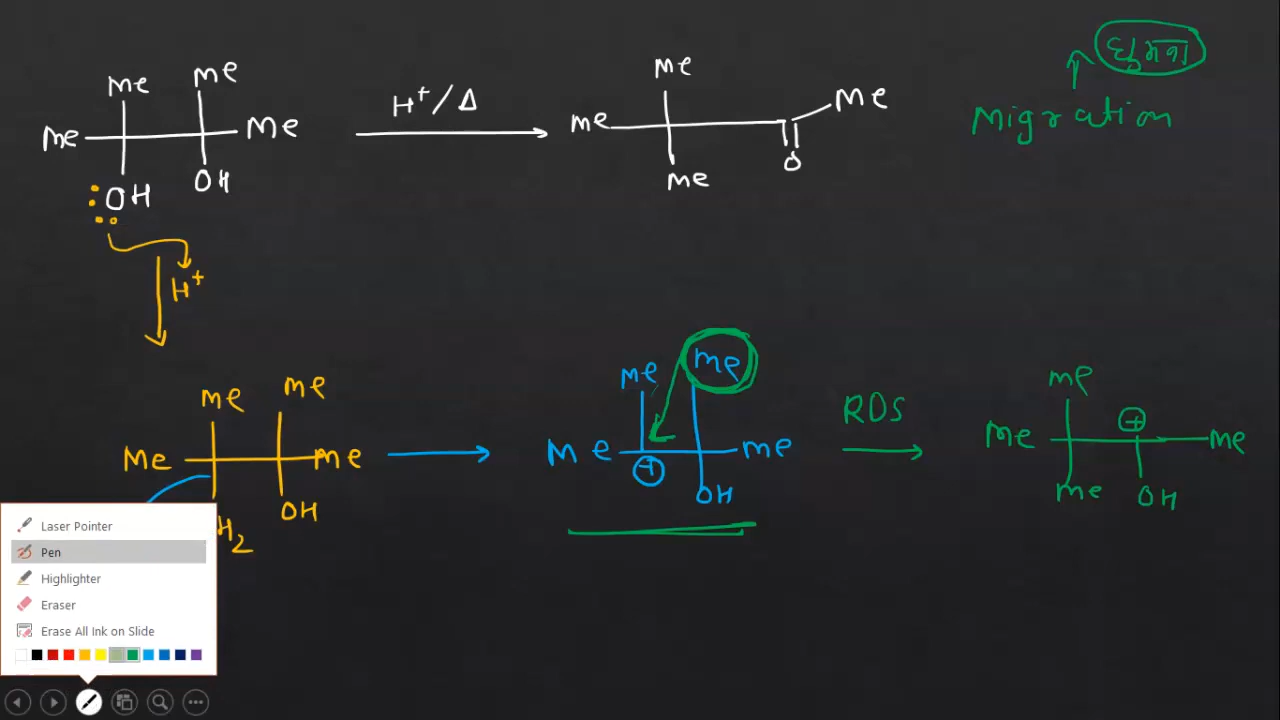 Me Me
Me Me
OH OH
H⁺/Δ
Me
Me Me
Me O
Migration
H⁺
Me Me
Me Me
H₂ OH
Me Me
Me ⊕ Me
OH
RDS
Me ⊕
Me Me
Me OH
Laser Pointer
Pen
Highlighter
Eraser
Erase All Ink on Slide